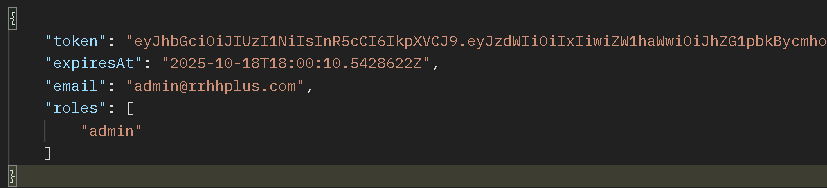 {
"token": "eyJhbGciOiJIUzI1NiIsInR5cCI6IkpXVCJ9.eyJzdWIiOiIxIiwiZW1haWwiOiJhZG1pbkBycmho
"expiresAt": "2025-10-18T18:00:10.5428622Z",
"email": "admin@rrhhplus.com",
"roles": [
"admin"
]
}